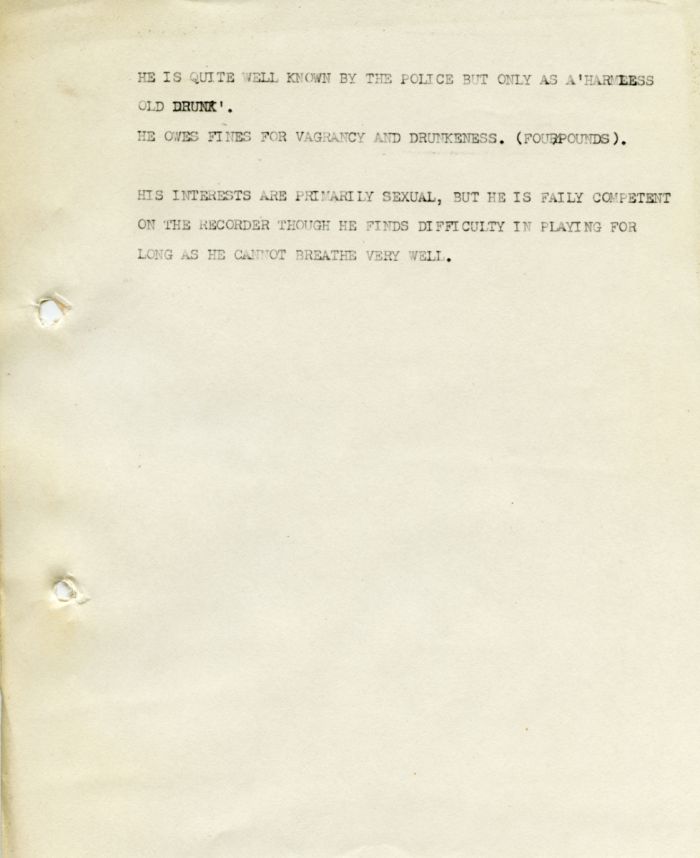 HE IS QUITE WELL KNOWN BY THE POLICE BUT ONLY AS A'HARMLESS
OLD DRUNK'.
HE OWES FINES FOR VAGRANCY AND DRUNKENESS. (FOURPOUNDS).
HIS INTERESTS ARE PRIMARILY SEXUAL, BUT HE IS FAILY COMPETENT
ON THE RECORDER THOUGH HE FINDS DIFFICULTY IN PLAYING FOR
LONG AS HE CANNOT BREATHE VERY WELL.